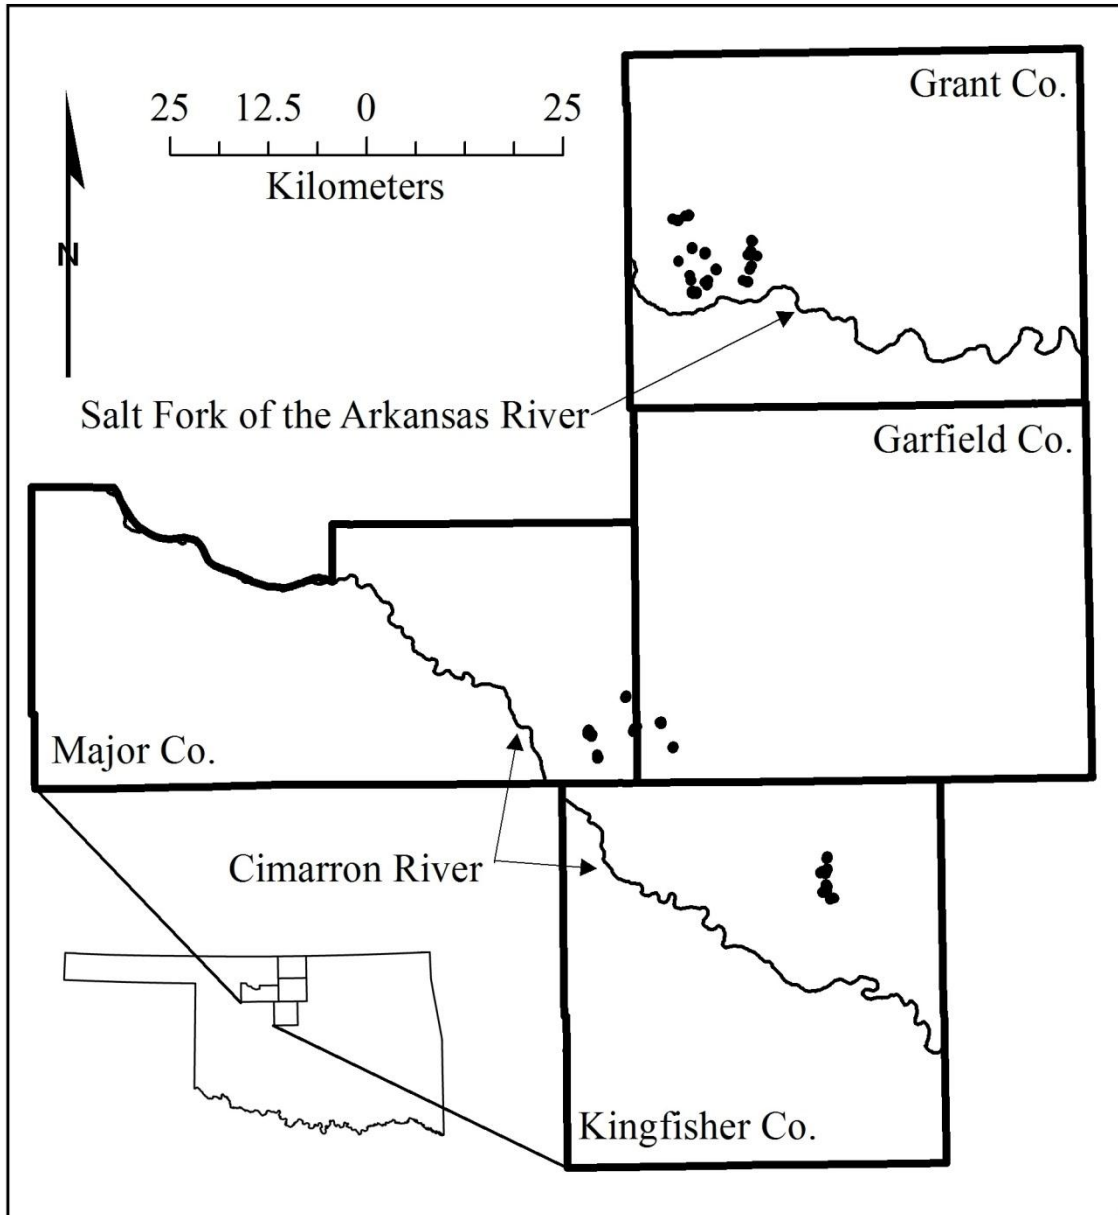 Grant Co.
25 12.5 0 25
Kilometers
N
Salt Fork of the Arkansas River
Garfield Co.
Major Co.
Cimarron River
Kingfisher Co.